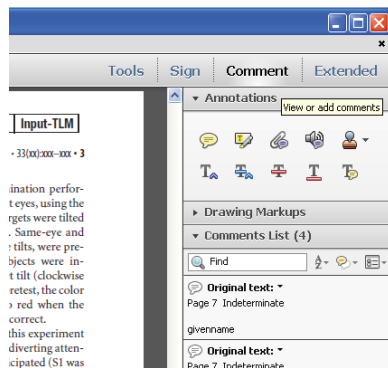 Tools Sign Comment Extended
Annotations
View or add comments
Input-TLM
• 33(xx):xxx–xxx • 3
ination perfor-
t eyes, using the
rgets were tilted
. Same-eye and
e tilts, were pre-
bjects were in-
t tilt (clockwise
retest, the color
o red when the
correct.
this experiment
diverting atten-
icipated (S1 was
Drawing Markups
Comments List (4)
Find
Original text:
Page 7 Indeterminate
givenname
Original text:
Page 7 Indeterminate